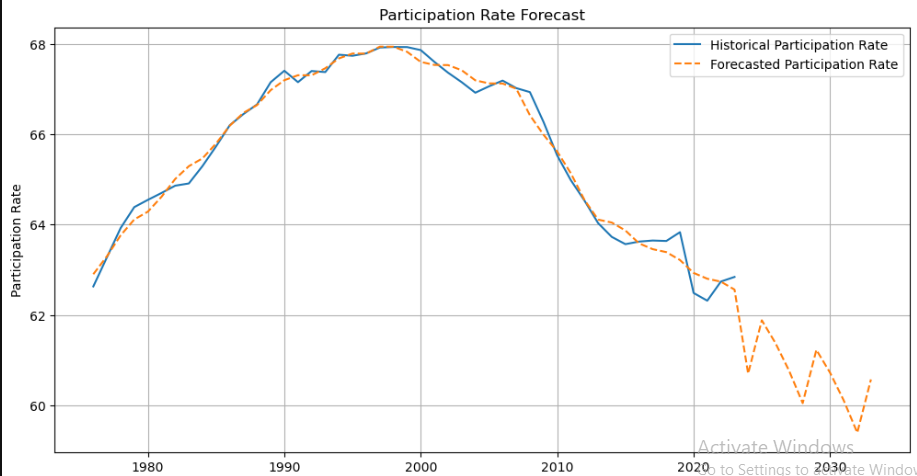 Participation Rate Forecast
Historical Participation Rate
Forecasted Participation Rate
Participation Rate
68
66
64
62
60
1980
1990
2000
2010
2020
2030
Activate Windows
Go to Settings to activate Window